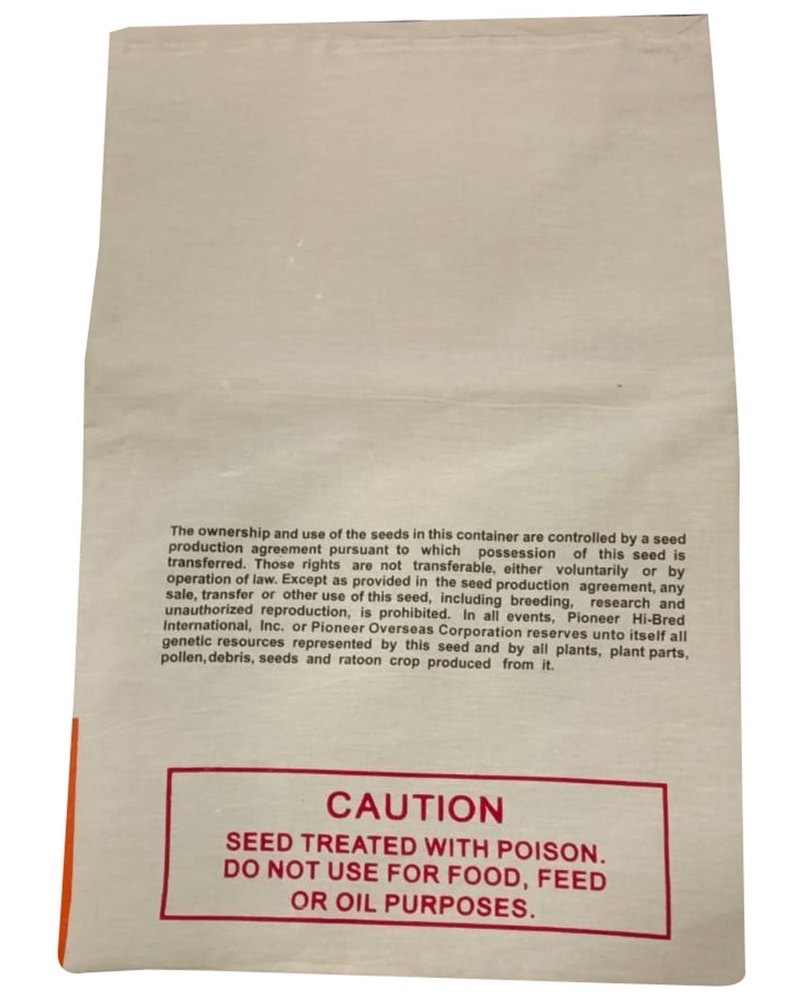 The ownership and use of the seeds in this container are controlled by a seed
production agreement pursuant to which possession of this seed is
transferred. Those rights are not transferable, either voluntarily or by
operation of law. Except as provided in the seed production agreement, any
sale, transfer or other use of this seed, including breeding, research and
unauthorized reproduction, is prohibited. In all events, Pioneer Hi-Bred
International, Inc. or Pioneer Overseas Corporation reserves unto itself all
genetic resources represented by this seed and by all plants, plant parts,
pollen, debris, seeds and ratoon crop produced from it.
CAUTION
SEED TREATED WITH POISON.
DO NOT USE FOR FOOD, FEED
OR OIL PURPOSES.